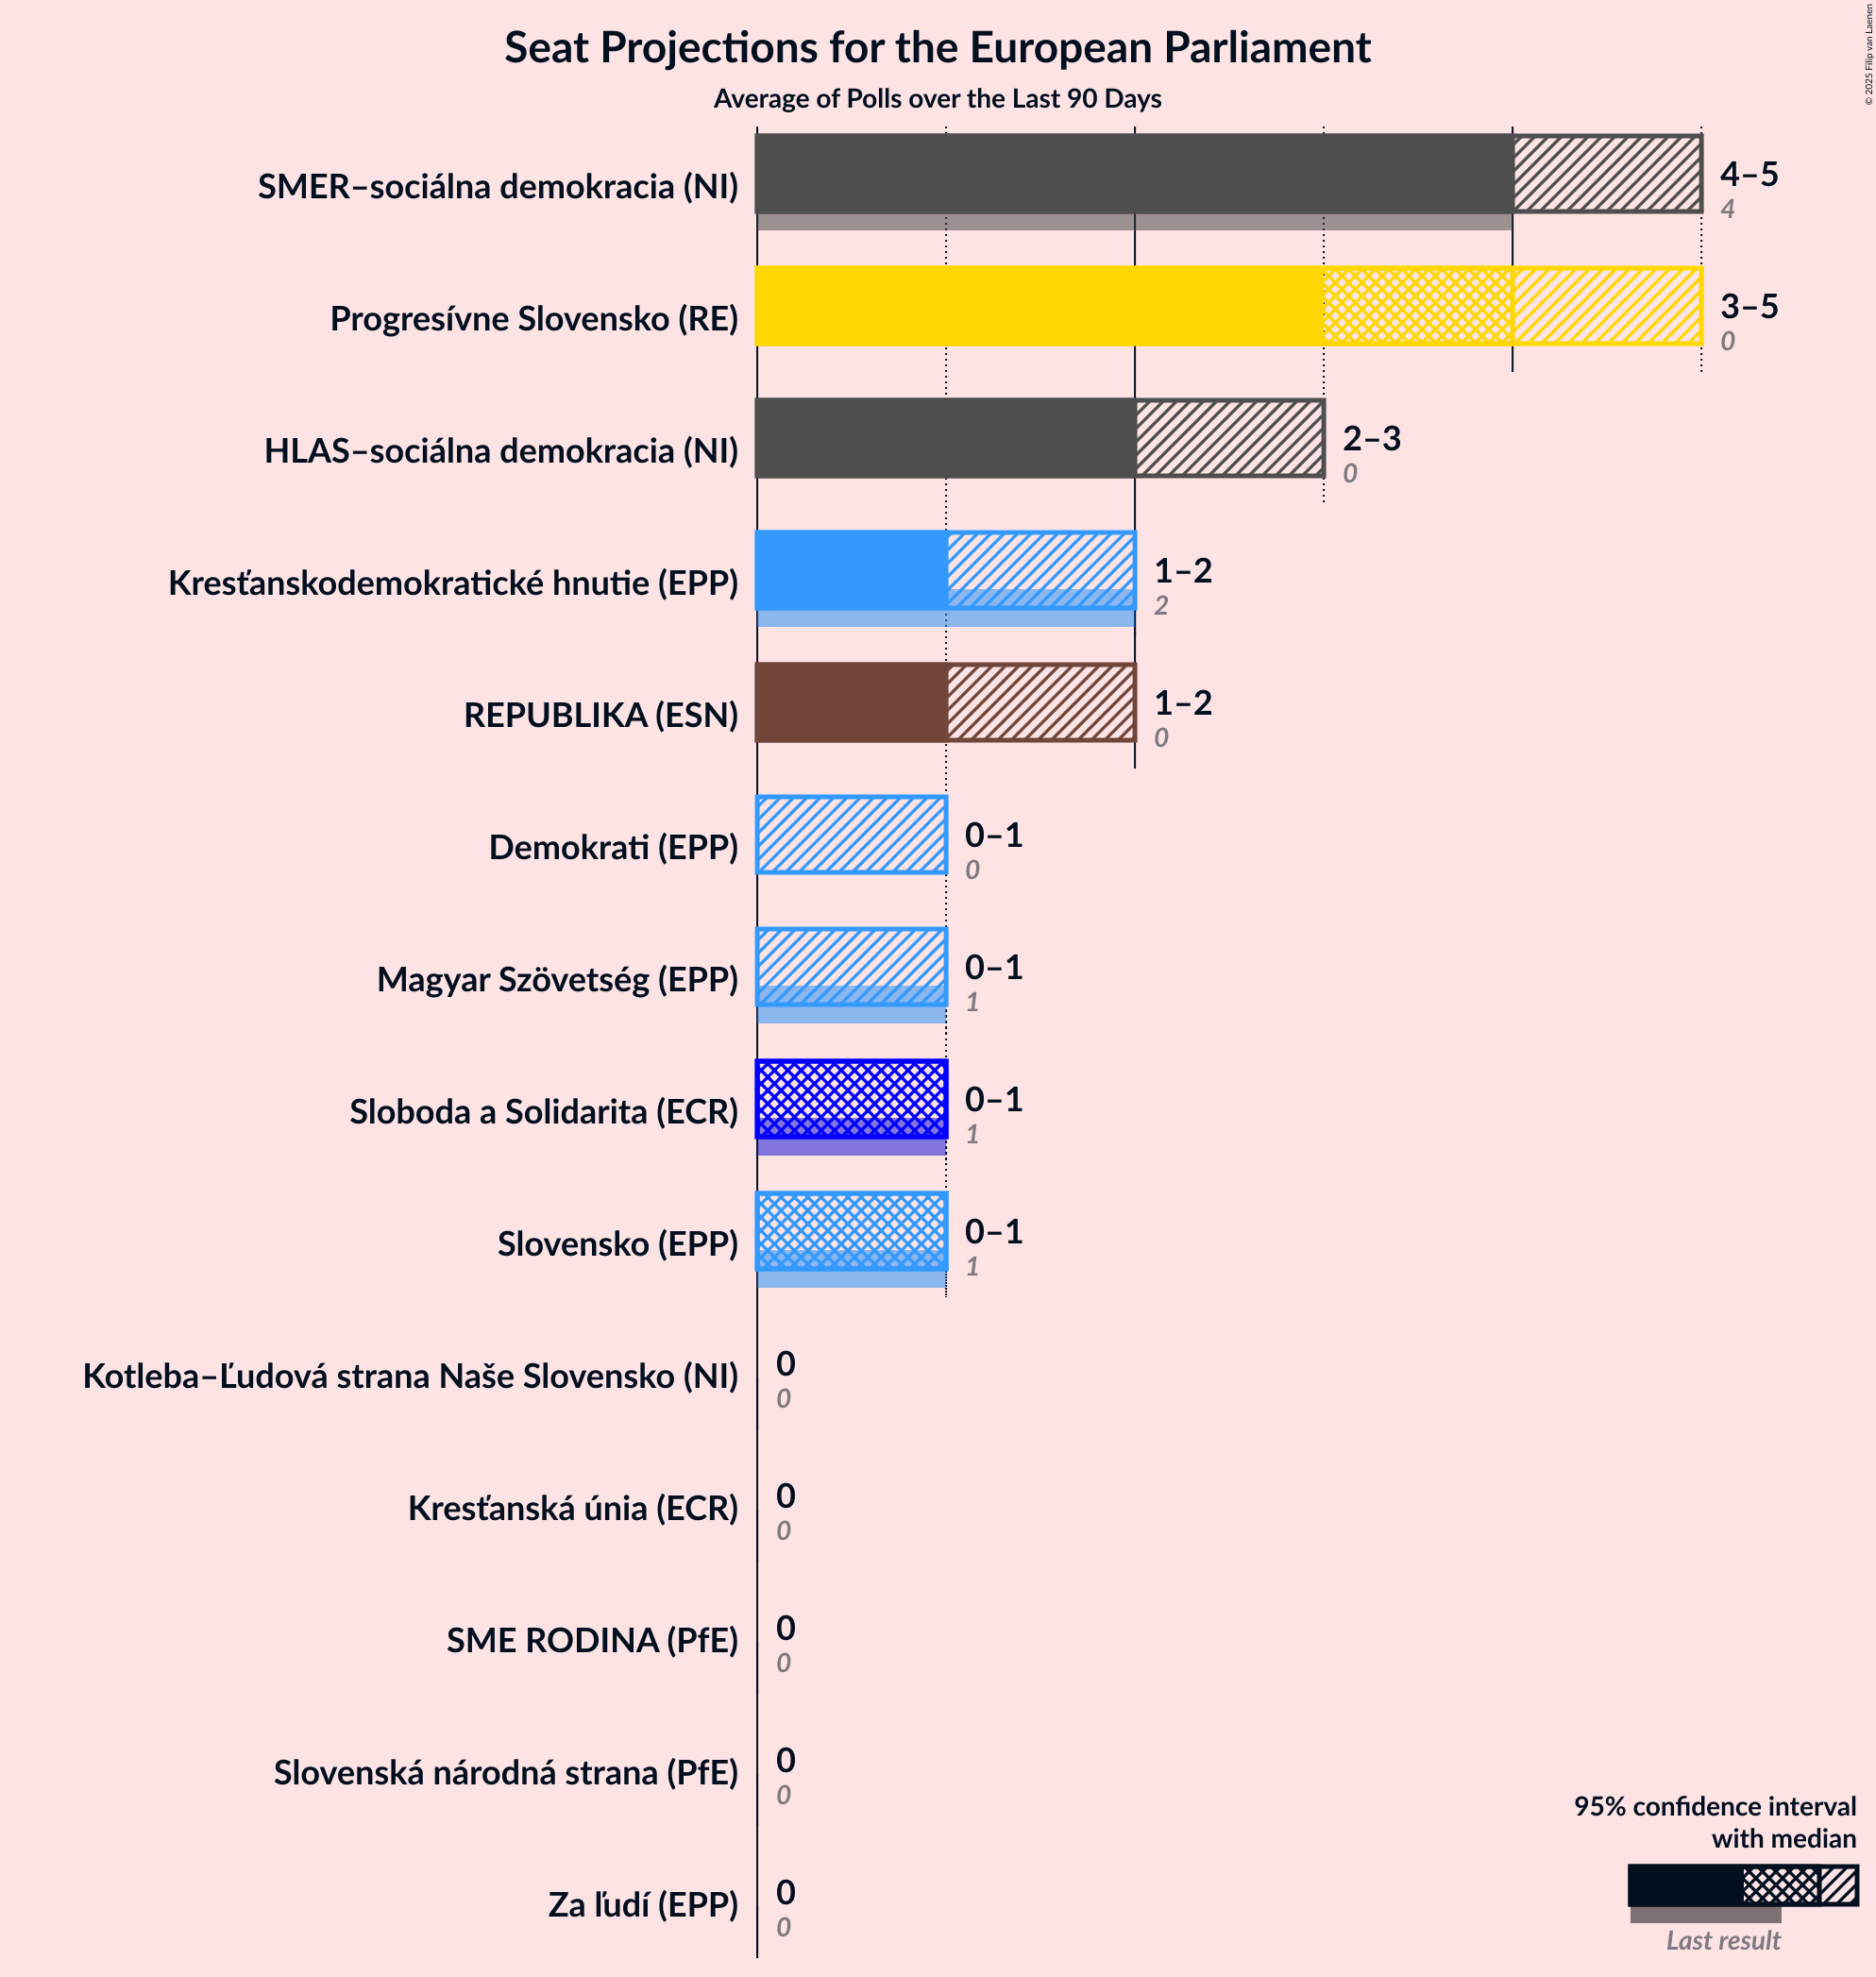 Seat Projections for the European Parliament
Average of Polls over the Last 90 Days
© 2025 Filip van Laenen
SMER–sociálna demokracia (NI)
4–5
4
Progresívne Slovensko (RE)
3–5
0
HLAS–sociálna demokracia (NI)
2–3
0
Kresťanskodemokratické hnutie (EPP)
1–2
2
REPUBLIKA (ESN)
1–2
0
Demokrati (EPP)
0–1
0
Magyar Szövetség (EPP)
0–1
1
Sloboda a Solidarita (ECR)
0–1
1
Slovensko (EPP)
0–1
1
Kotleba–Ľudová strana Naše Slovensko (NI)
0
0
Kresťanská únia (ECR)
0
0
SME RODINA (PfE)
0
0
Slovenská národná strana (PfE)
0
0
Za ľudí (EPP)
0
0
95% confidence interval
with median
Last result